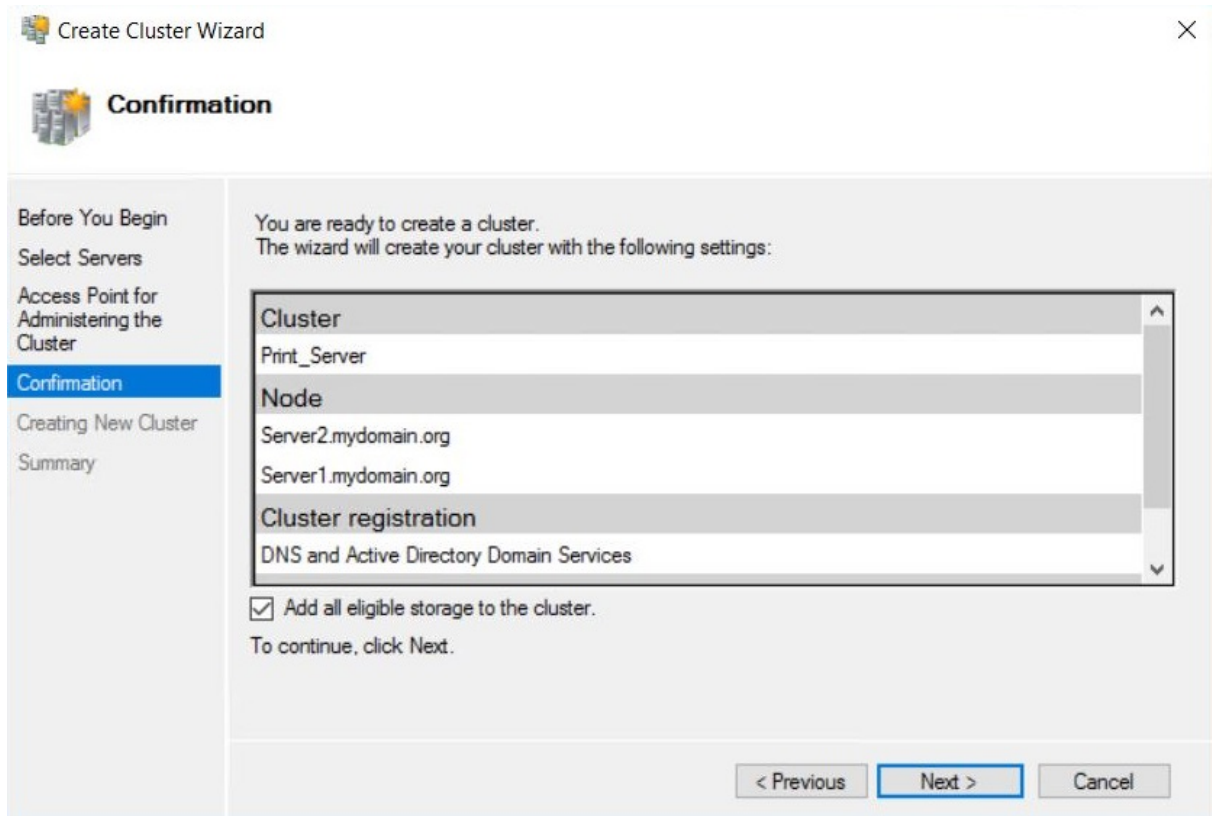 Create Cluster Wizard
Confirmation
Before You Begin
Select Servers
Access Point for
Administering the
Cluster
Confirmation
Creating New Cluster
Summary
You are ready to create a cluster.
The wizard will create your cluster with the following settings:
Cluster
Print_Server
Node
Server2.mydomain.org
Server1.mydomain.org
Cluster registration
DNS and Active Directory Domain Services
Add all eligible storage to the cluster.
To continue, click Next.
< Previous
Next >
Cancel